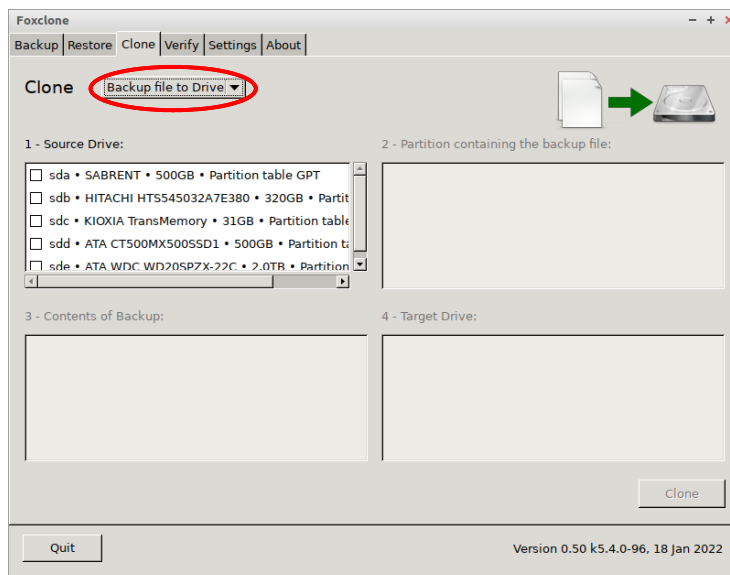 Foxclone
Backup Restore Clone Verify Settings About
Clone Backup file to Drive
1 - Source Drive:
2 - Partition containing the backup file:
sda • SABRENT • 500GB • Partition table GPT
sdb • HITACHI HTS545032A7E380 • 320GB • Partit
sdc • KIOXIA TransMemory • 31GB • Partition table
sdd • ATA CT500MX500SSD1 • 500GB • Partition ta
sde • ATA WDC WD20SPZX-22C • 2.0TB • Partition
3 - Contents of Backup:
4 - Target Drive:
Clone
Quit
Version 0.50 k5.4.0-96, 18 Jan 2022